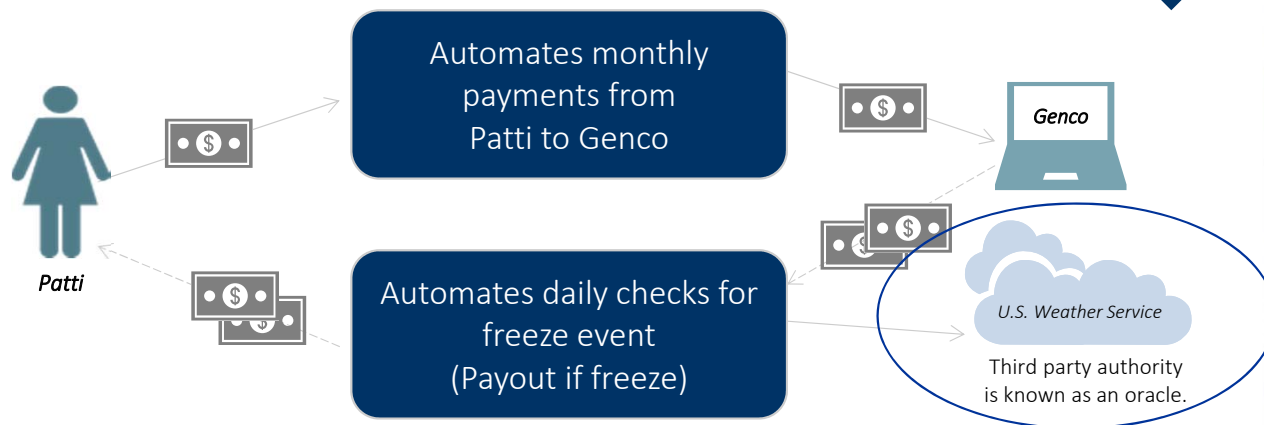 Automates monthly
payments from
Patti to Genco
$
$
Genco
Patti
$
$
$
$
Automates daily checks for
freeze event
(Payout if freeze)
U.S. Weather Service
Third party authority
is known as an oracle.